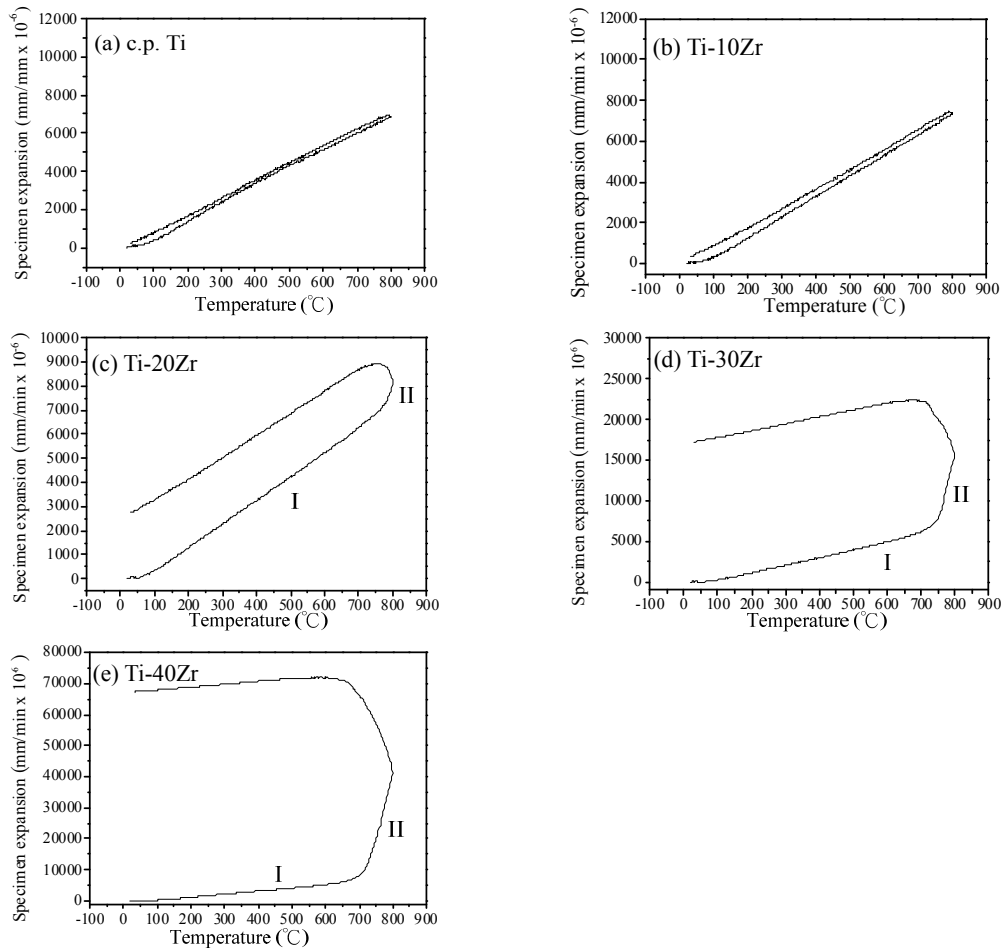 (a) c.p. Ti
Specimen expansion (mm/mm x 10-6)
12000
10000
8000
6000
4000
2000
0
-100 0 100 200 300 400 500 600 700 800 900
Temperature (℃)
(b) Ti-10Zr
Specimen expansion (mm/min x 10-6)
12000
10000
8000
6000
4000
2000
0
-100 0 100 200 300 400 500 600 700 800 900
Temperature (℃)
(c) Ti-20Zr
Specimen expansion (mm/min x 10-6)
10000
9000
8000
7000
6000
5000
4000
3000
2000
1000
0
II
I
-100 0 100 200 300 400 500 600 700 800 900
Temperature (℃)
(d) Ti-30Zr
Specimen expansion (mm/min x 10-6)
30000
25000
20000
15000
10000
5000
0
II
I
-100 0 100 200 300 400 500 600 700 800 900
Temperature (℃)
(e) Ti-40Zr
Specimen expansion (mm/min x 106)
80000
70000
60000
50000
40000
30000
20000
10000
0
II
I
-100 0 100 200 300 400 500 600 700 800 900
Temperature (℃)